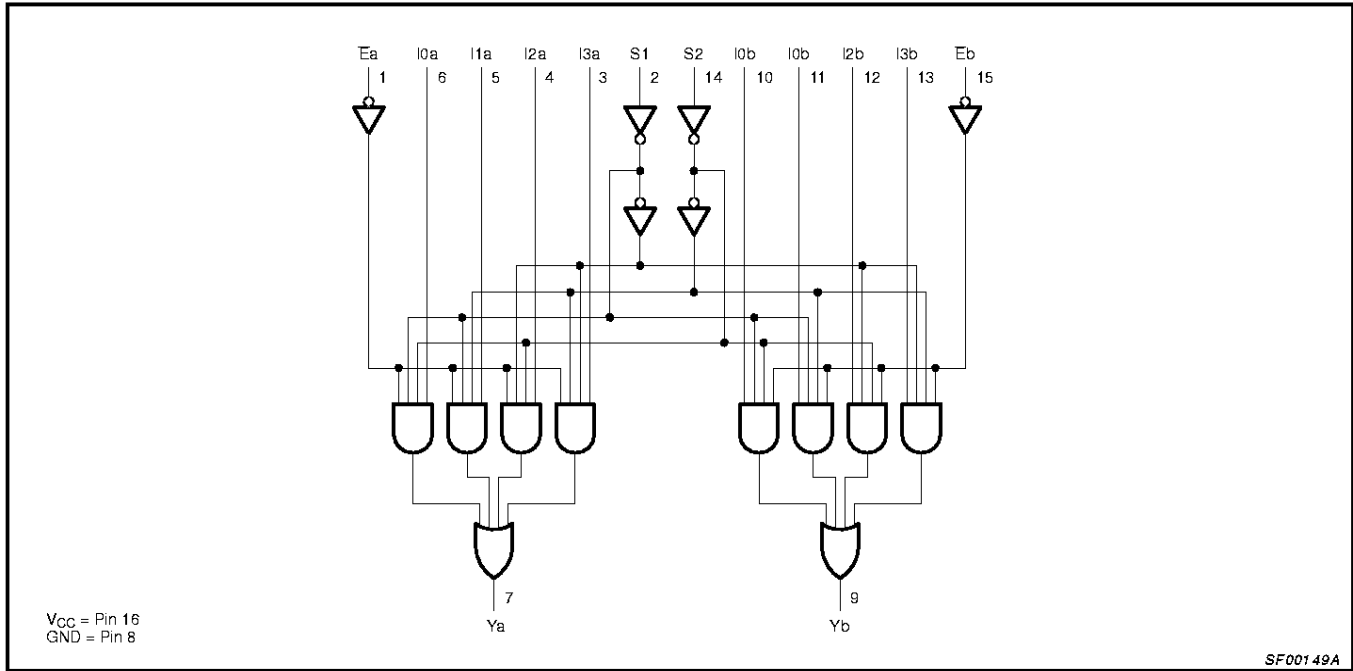 Ea I0a I1a I2a I3a S1 S2 I0b I0b I2b I3b Eb
1 6 5 4 3 2 14 10 11 12 13 15
7 9
Ya Yb
VCC = Pin 16
GND = Pin 8
SF00149A